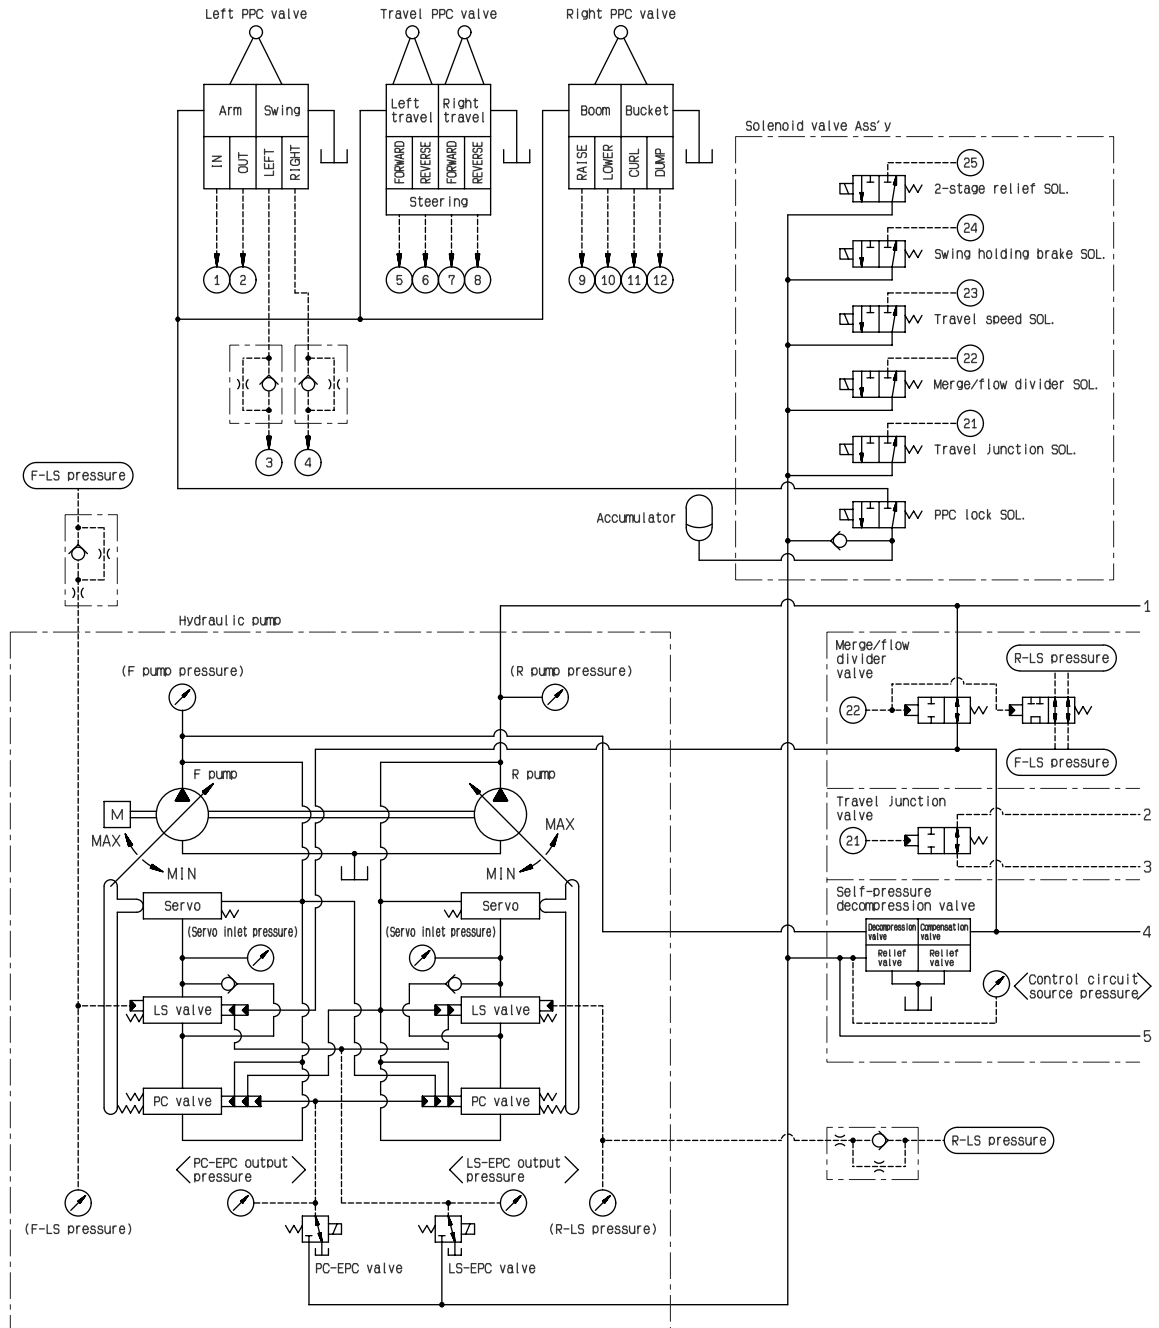 Left PPC valve
Travel PPC valve
Right PPC valve
Arm
Swing
IN
OUT
LEFT
RIGHT
Left
travel
Right
travel
FORWARD
REVERSE
FORWARD
REVERSE
Steering
Boom
Bucket
RAISE
LOWER
CURL
DUMP
1
2
5
6
7
8
9
10
11
12
3
4
Solenoid valve Ass'y
25
2-stage relief SOL.
24
Swing holding brake SOL.
23
Travel speed SOL.
22
Merge/flow divider SOL.
21
Travel junction SOL.
PPC lock SOL.
Accumulator
F-LS pressure
Hydraulic pump
(F pump pressure)
(R pump pressure)
F pump
R pump
M
MAX
MIN
MAX
MIN
Servo
Servo
(Servo inlet pressure)
(Servo inlet pressure)
LS valve
LS valve
PC valve
PC valve
PC-EPC output
pressure
LS-EPC output
pressure
(F-LS pressure)
(R-LS pressure)
PC-EPC valve
LS-EPC valve
1
Merge/flow
divider
valve
R-LS pressure
22
F-LS pressure
Travel junction
valve
21
2
3
Self-pressure
decompression valve
Decompression
valve
Compensation
valve
Relief
valve
Relief
valve
4
Control circuit
source pressure
5
R-LS pressure